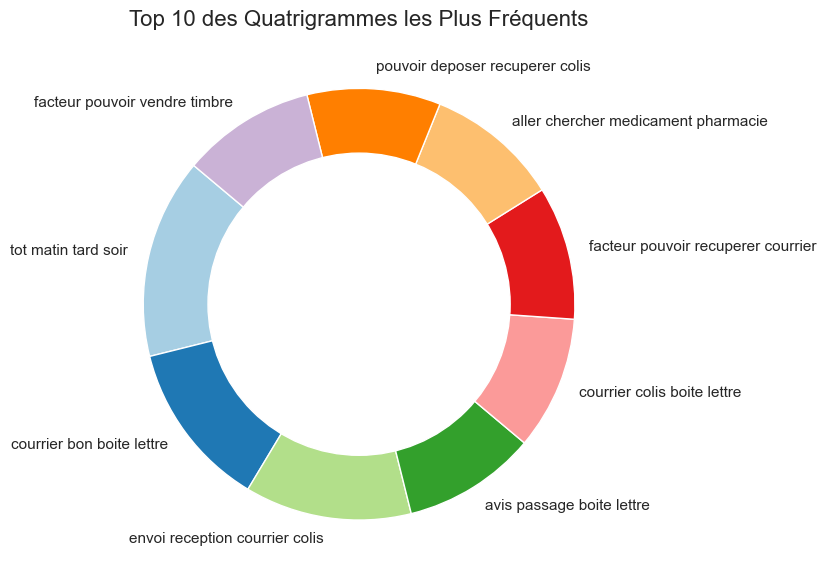 Top 10 des Quatrigrammes les Plus Fréquents
pouvoir deposer recuperer colis
facteur pouvoir vendre timbre
aller chercher medicament pharmacie
tot matin tard soir
facteur pouvoir recuperer courrier
courrier colis boite lettre
courrier bon boite lettre
avis passage boite lettre
envoi reception courrier colis